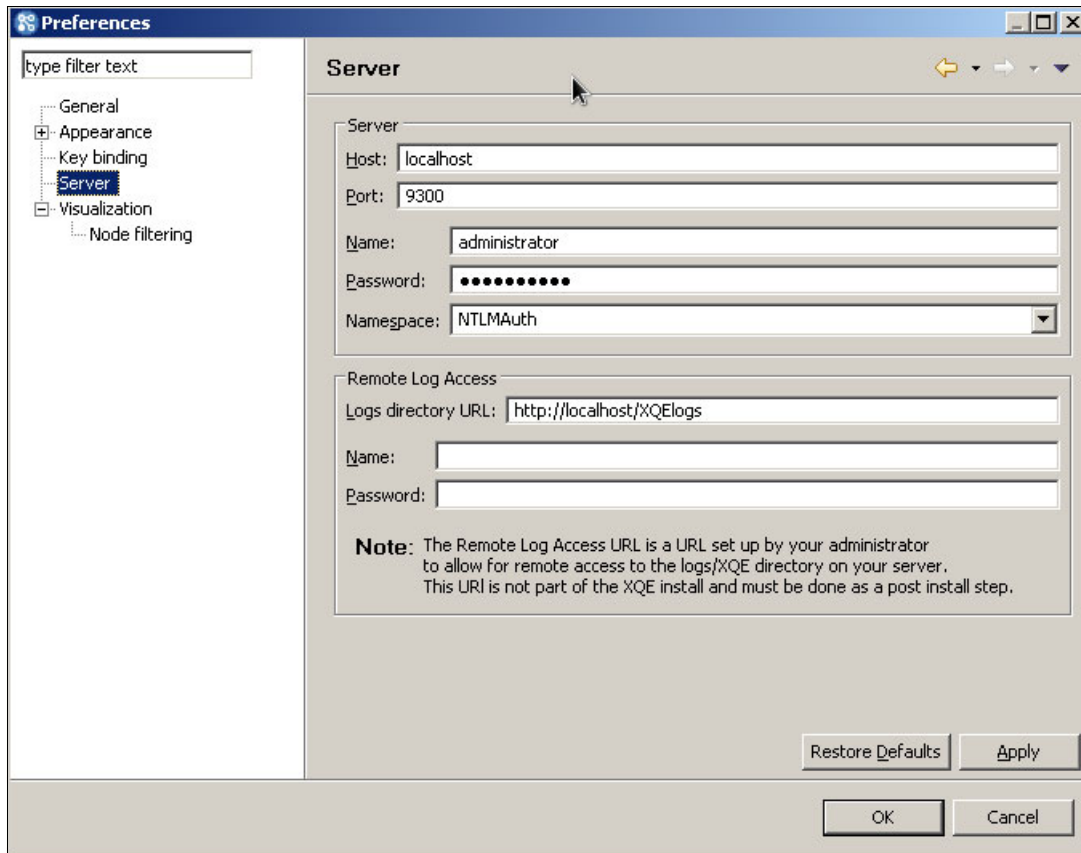 Preferences
type filter text
General
Appearance
Key binding
Server
Visualization
Node filtering
Server
Server
Host: localhost
Port: 9300
Name: administrator
Password: ●●●●●●●●●●
Namespace: NTLMAuth
Remote Log Access
Logs directory URL: http://localhost/XQElogs
Name:
Password:
Note: The Remote Log Access URL is a URL set up by your administrator
to allow for remote access to the logs/XQE directory on your server.
This URl is not part of the XQE install and must be done as a post install step.
Restore Defaults Apply
OK Cancel